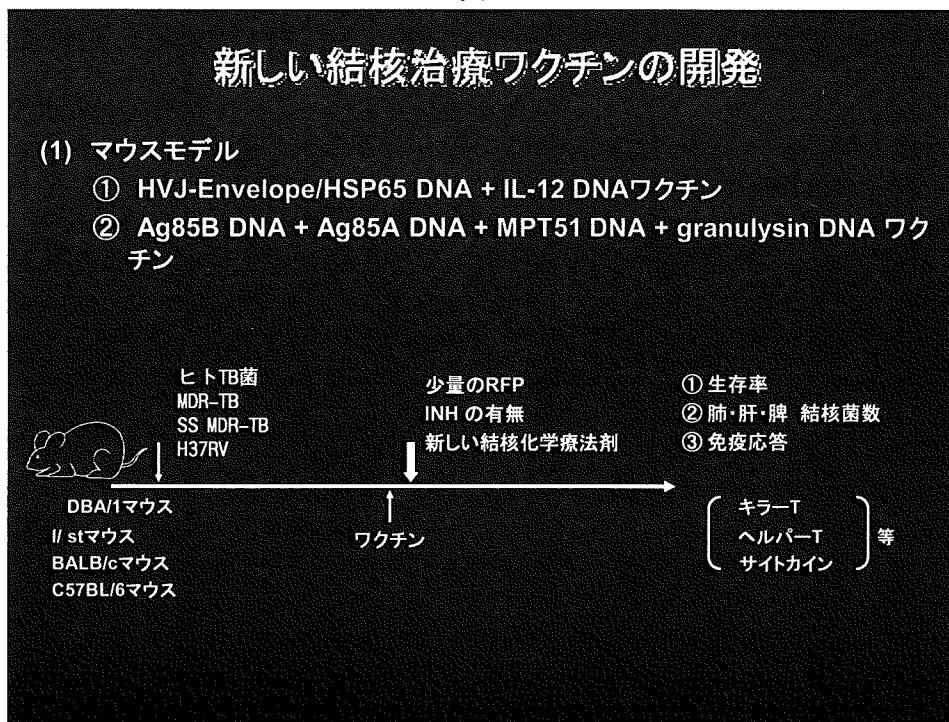 新しい結核治療ワクチンの開発
(1) マウスモデル
① HVJ-Envelope/HSP65 DNA + IL-12 DNAワクチン
② Ag85B DNA + Ag85A DNA + MPT51 DNA + granulysin DNA ワク
チン
ヒトTB菌
MDR-TB
SS MDR-TB
H37RV
少量のRFP
INH の有無
新しい結核化学療法剤
① 生存率
② 肺・肝・脾 結核菌数
③ 免疫応答
DBA/1マウス
I/ stマウス
BALB/cマウス
C57BL/6マウス
ワクチン
キラーT
ヘルパーT
サイトカイン
等